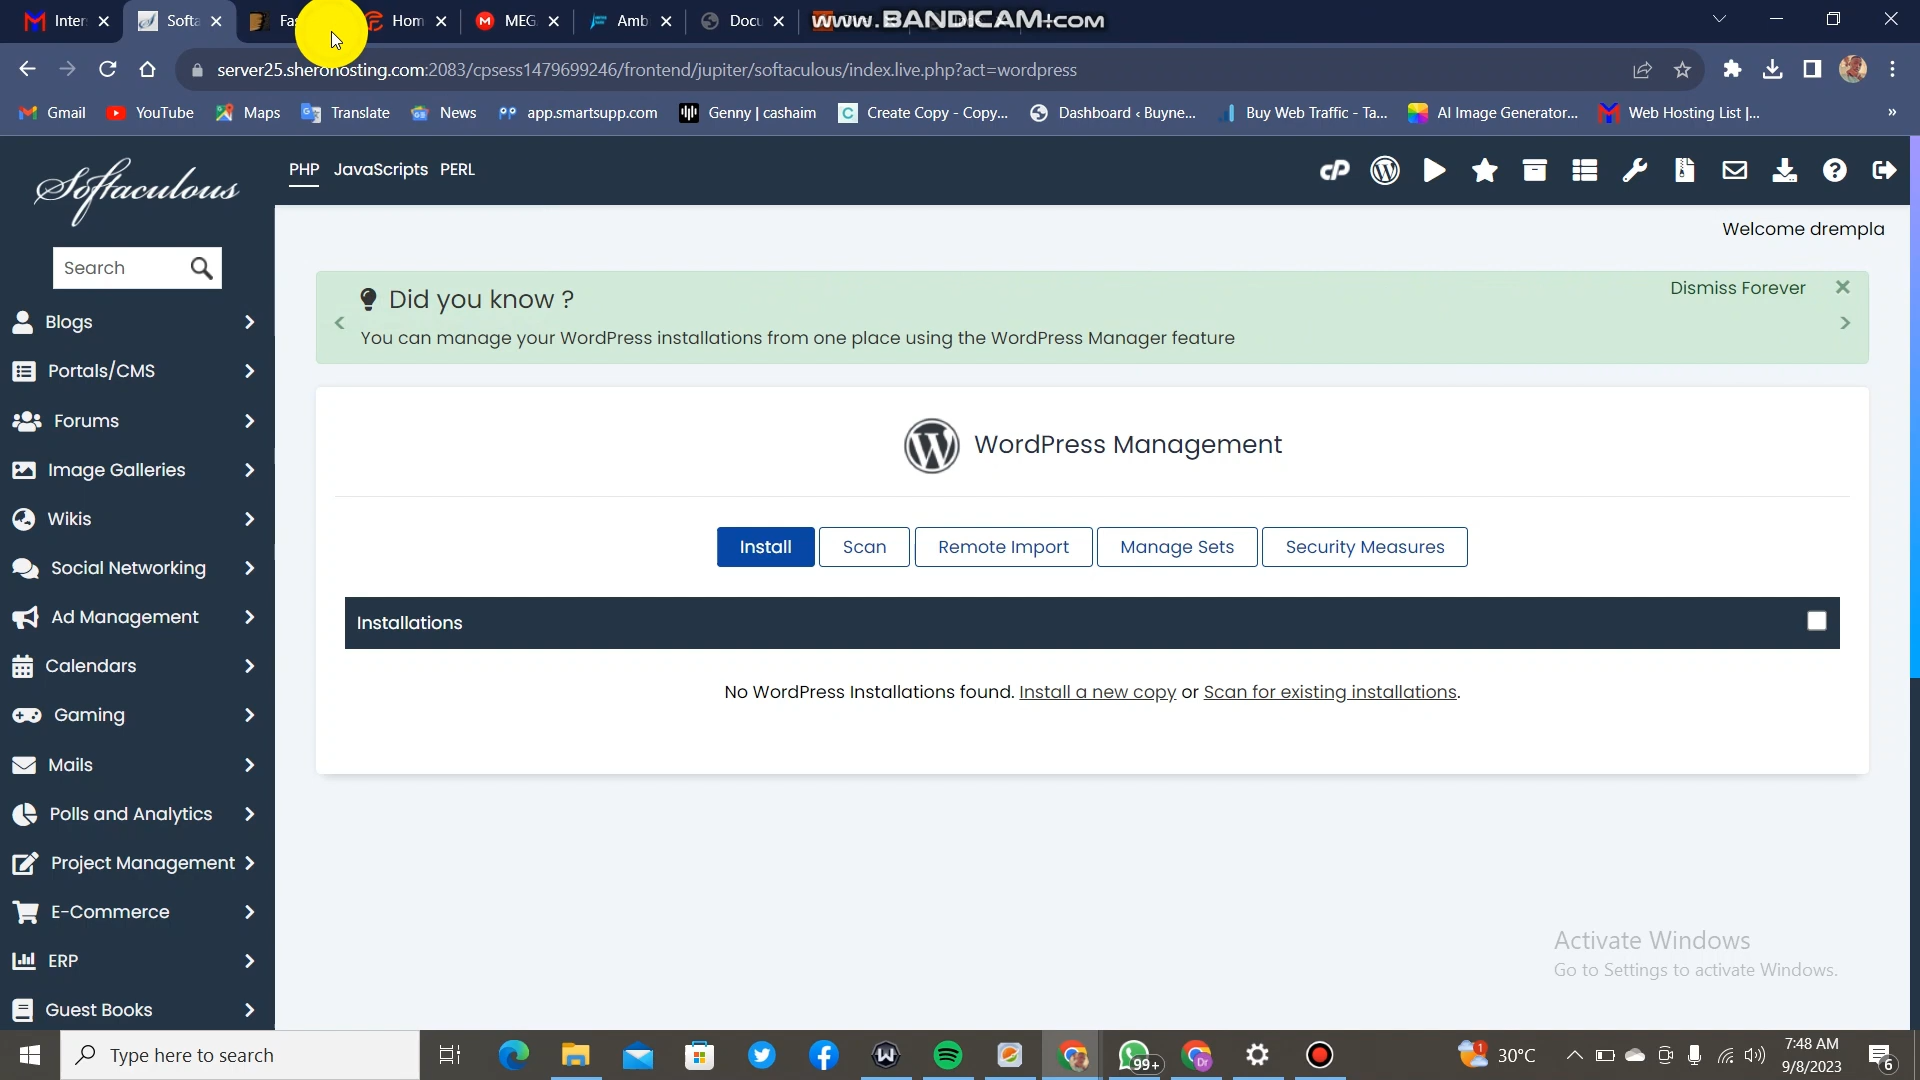 Inter
Softa
Fas
Hom
MEG
Amb
Docu
www.BANDICAM.COM
server25.sherohosting.com:2083/cpsess1479699246/frontend/jupiter/softaculous/index.live.php?act=wordpress
Gmail
YouTube
Maps
Translate
News
app.smartsupp.com
Genny | cashaim
Create Copy - Copy...
Dashboard ‹ Buyne...
Buy Web Traffic - Ta...
AI Image Generator...
Web Hosting List |...
»
Softaculous
PHP JavaScripts PERL
cP
Welcome drempla
Search
Did you know ?
Dismiss Forever
You can manage your WordPress installations from one place using the WordPress Manager feature
Blogs
Portals/CMS
Forums
Image Galleries
Wikis
Social Networking
Ad Management
Calendars
Gaming
Mails
Polls and Analytics
Project Management
E-Commerce
ERP
Guest Books
WordPress Management
Install
Scan
Remote Import
Manage Sets
Security Measures
Installations
No WordPress Installations found. Install a new copy or Scan for existing installations.
Activate Windows
Go to Settings to activate Windows.
Type here to search
99+
Dr
1
30°C
7:48 AM
9/8/2023
6